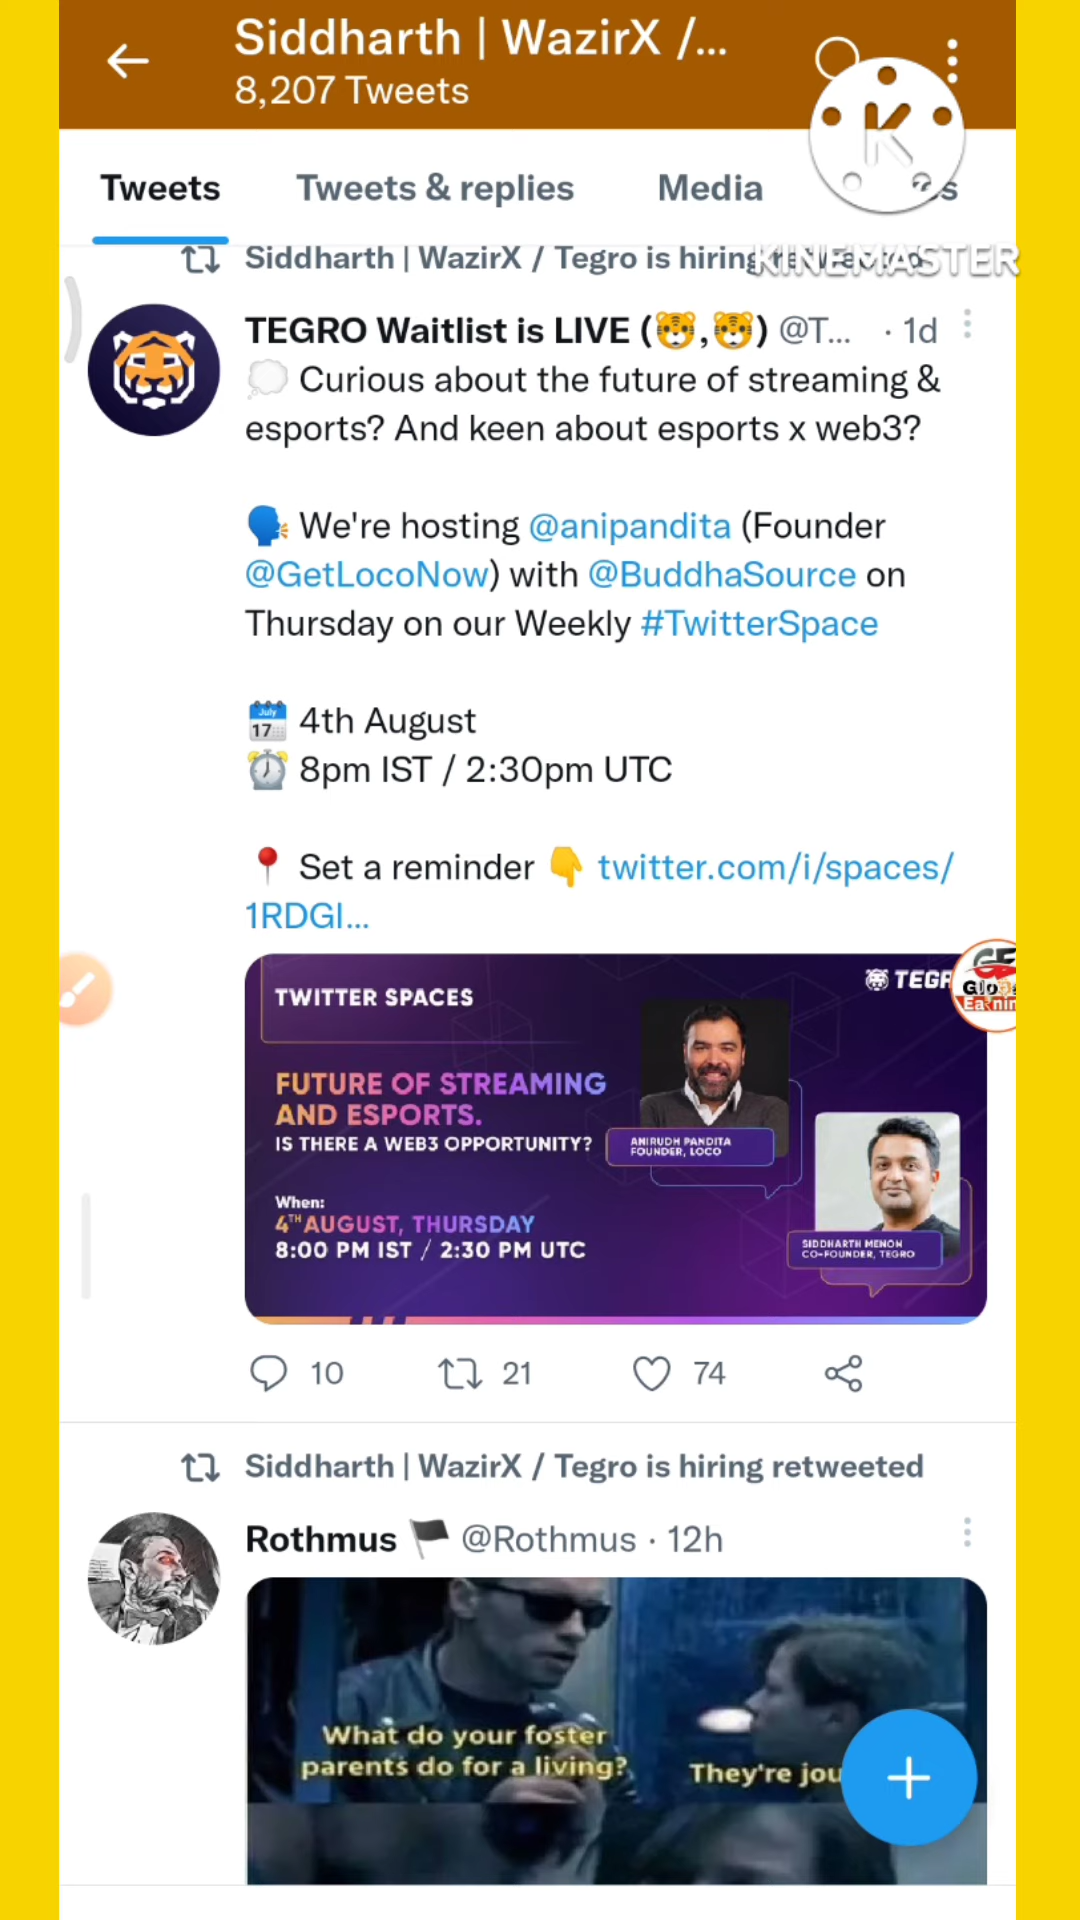 Siddharth | WazirX /...
8,207 Tweets
K
Tweets
Tweets & replies
Media
KINEMASTER
Siddharth | WazirX / Tegro is hiring
TEGRO Waitlist is LIVE (🐯,🐯) @T... · 1d
💭 Curious about the future of streaming &
esports? And keen about esports x web3?
🗣️ We're hosting @anipandita (Founder
@GetLocoNow) with @BuddhaSource on
Thursday on our Weekly #TwitterSpace
📅 4th August
⏰ 8pm IST / 2:30pm UTC
📍 Set a reminder 👇 twitter.com/i/spaces/
1RDGI...
TWITTER SPACES
TEGR
FUTURE OF STREAMING
AND ESPORTS.
IS THERE A WEB3 OPPORTUNITY?
ANIRUDH PANDITA
FOUNDER, LOCO
When:
4TH AUGUST, THURSDAY
8:00 PM IST / 2:30 PM UTC
SIDDHARTH MENON
CO-FOUNDER, TEGRO
10
21
74
Siddharth | WazirX / Tegro is hiring retweeted
Rothmus 🏴 @Rothmus · 12h
What do your foster
parents do for a living?
They're jou